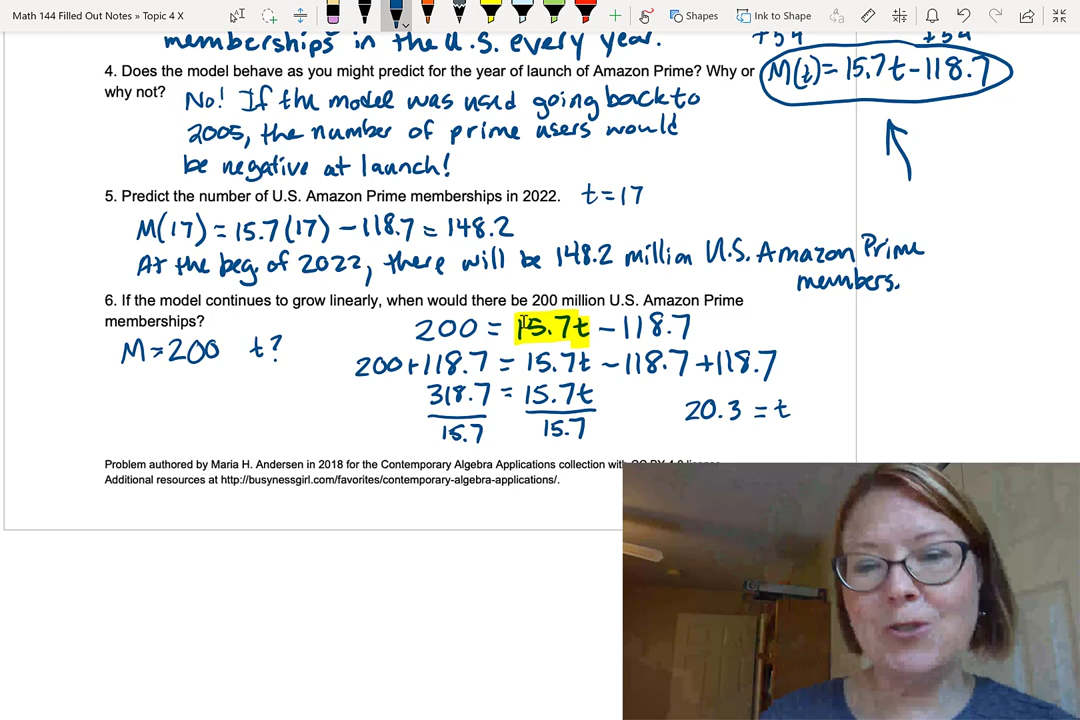 Math 144 Filled Out Notes » Topic 4 X
Shapes
Ink to Shape
memberships in the U.S. every year.
+54 +54
4. Does the model behave as you might predict for the year of launch of Amazon Prime? Why or
why not?
M(t)= 15.7t-118.7
No! If the model was used going back to
2005, the number of prime users would
be negative at launch!
5. Predict the number of U.S. Amazon Prime memberships in 2022.
t=17
M(17) = 15.7(17) -118.7 = 148.2
At the beg. of 2022, there will be 148.2 million U.S. Amazon Prime
members.
6. If the model continues to grow linearly, when would there be 200 million U.S. Amazon Prime
memberships?
M=200 t?
200 = 15.7t -118.7
200+118.7 = 15.7t -118.7 +118.7
318.7 = 15.7t
15.7 15.7
20.3 = t
Problem authored by Maria H. Andersen in 2018 for the Contemporary Algebra Applications collection with
Additional resources at http://busynessgirl.com/favorites/contemporary-algebra-applications/.